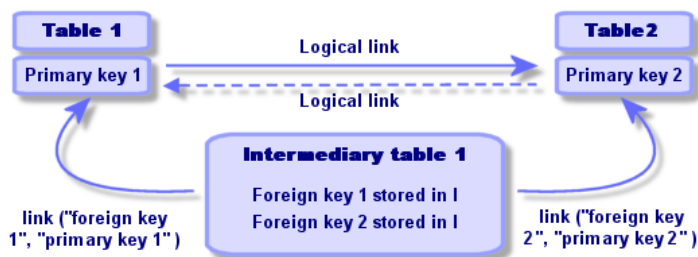 Table 1
Table2
Logical link
Primary key 1
Primary key 2
Logical link
Intermediary table 1
Foreign key 1 stored in I
Foreign key 2 stored in I
link ("foreign key
1", "primary key 1" )
link ("foreign key
2", "primary key 2" )